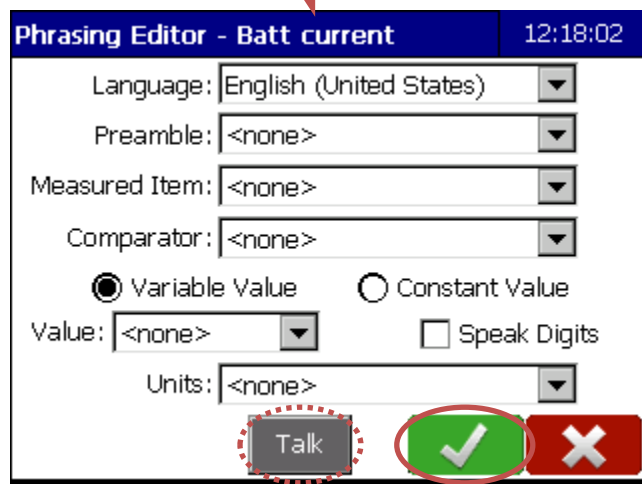 Phrasing Editor - Batt current 12:18:02
Language: English (United States)
Preamble: <none>
Measured Item: <none>
Comparator: <none>
Variable Value Constant Value
Value: <none> Speak Digits
Units: <none>
Talk